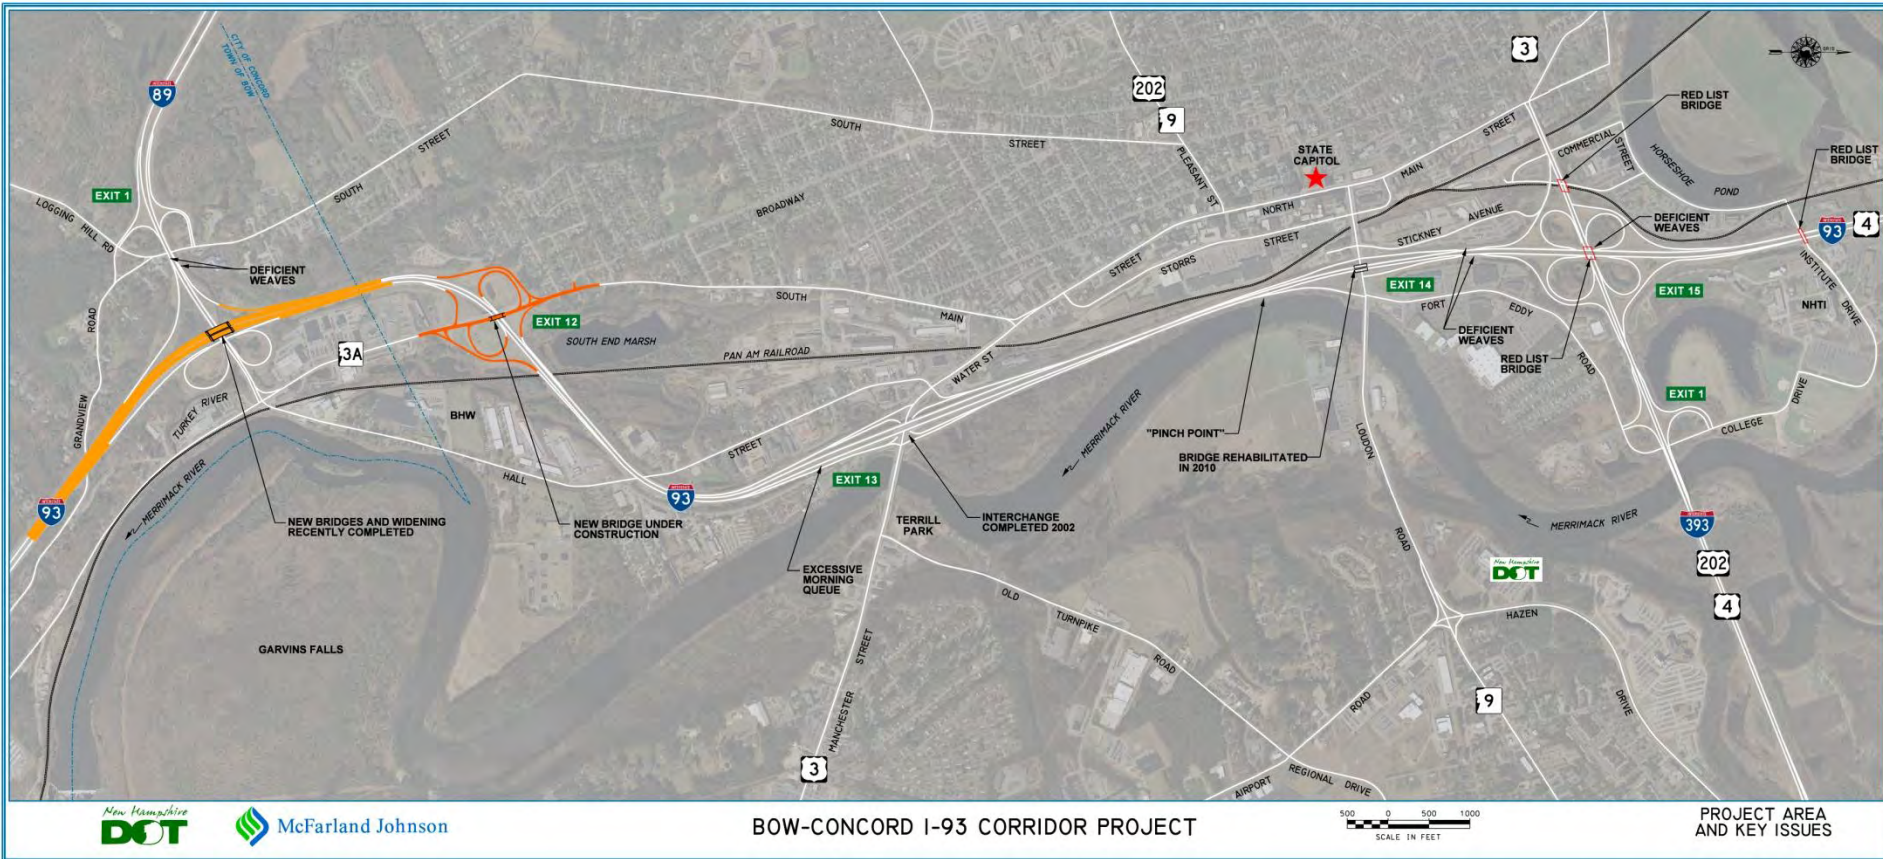 CITY OF CONCORD
TOWN OF BOW
INTERSTATE
89
EXIT 1
LOGGING HILL RD
SOUTH
STREET
SOUTH
STREET
BROADWAY
DEFICIENT
WEAVES
ROAD
GRANDVIEW
INTERSTATE
93
TURKEY RIVER
MERRIMACK RIVER
3A
EXIT 12
SOUTH END MARSH
PAN AM RAILROAD
BHW
HALL
STREET
NEW BRIDGES AND WIDENING
RECENTLY COMPLETED
NEW BRIDGE UNDER
CONSTRUCTION
GARVINS FALLS
INTERSTATE
93
EXIT 13
EXCESSIVE
MORNING
QUEUE
TERRILL
PARK
INTERCHANGE
COMPLETED 2002
SOUTH
MAIN
STREET
STORRS
STREET
WATER ST
202
9
PLEASANT ST
STATE
CAPITOL
NORTH
MAIN
STREET
3
STICKNEY
AVENUE
COMMERCIAL
STREET
HORSESHOE
POND
RED LIST
BRIDGE
RED LIST
BRIDGE
DEFICIENT
WEAVES
INTERSTATE
93
4
EXIT 14
EXIT 15
FORT
EDDY
ROAD
DEFICIENT
WEAVES
RED LIST
BRIDGE
INSTITUTE
DRIVE
NHTI
EXIT 1
COLLEGE
DRIVE
"PINCH POINT"
BRIDGE REHABILITATED
IN 2010
MERRIMACK RIVER
LOUDON
ROAD
MERRIMACK RIVER
393
202
4
New Hampshire
DOT
HAZEN
DRIVE
9
OLD
TURNPIKE
ROAD
MANCHESTER
STREET
3
AIRPORT
ROAD
REGIONAL DRIVE
New Hampshire
DOT
McFarland Johnson
BOW-CONCORD I-93 CORRIDOR PROJECT
500 0 500 1000
SCALE IN FEET
PROJECT AREA
AND KEY ISSUES